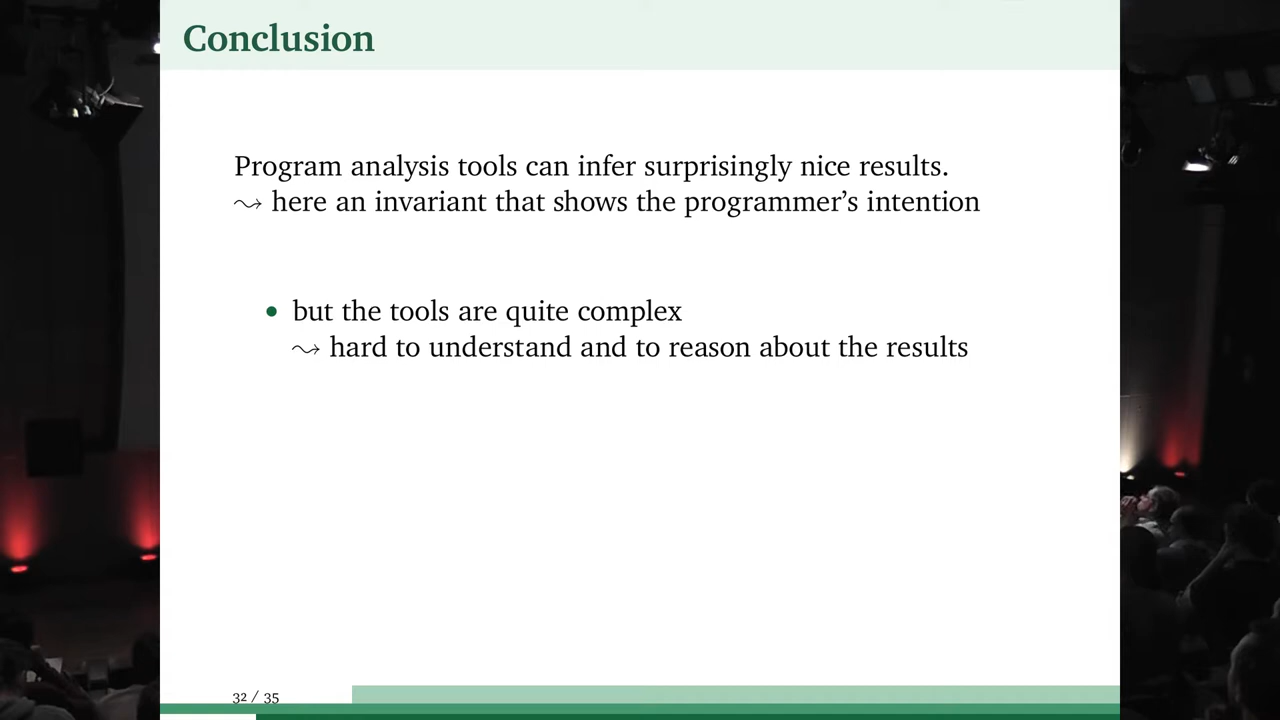 Conclusion
Program analysis tools can infer surprisingly nice results.
⤳ here an invariant that shows the programmer’s intention
• but the tools are quite complex
⤳ hard to understand and to reason about the results
32 / 35